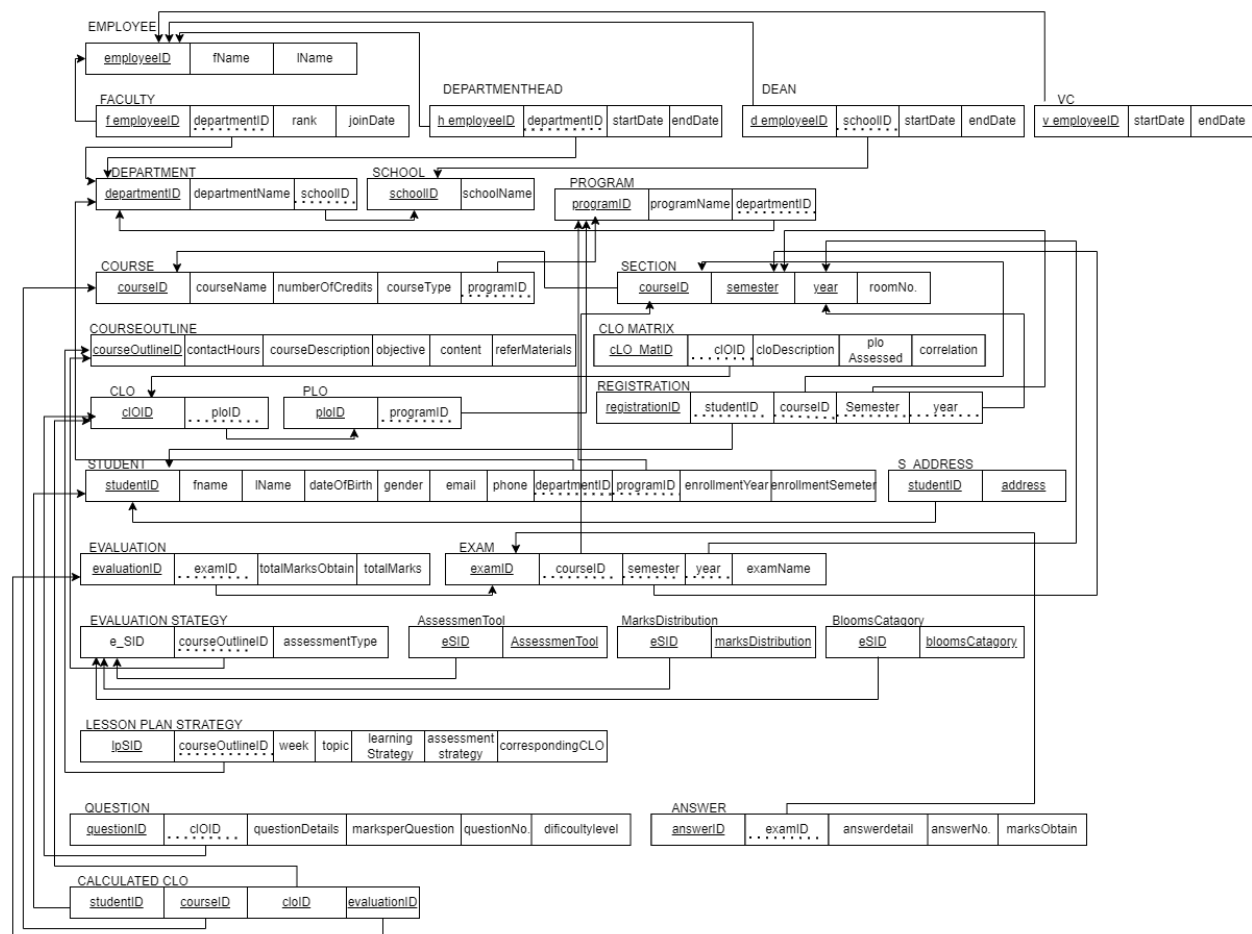 EMPLOYEE
employeeID fName lName
FACULTY DEPARTMENTHEAD DEAN VC
f_employeeID departmentID rank joinDate h_employeeID departmentID startDate endDate d_employeeID schoolID startDate endDate v_employeeID startDate endDate
DEPARTMENT SCHOOL PROGRAM
departmentID departmentName schoolID schoolID schoolName programID programName departmentID
COURSE SECTION
courseID courseName numberOfCredits courseType programID courseID semester year roomNo.
COURSEOUTLINE CLO MATRIX
courseOutlineID contactHours courseDescription objective content referMaterials cLO_MatID clOID cloDescription plo Assessed correlation
CLO PLO REGISTRATION
clOID ploID ploID programID registrationID studentID courseID Semester year
STUDENT S_ADDRESS
studentID fname lName dateOfBirth gender email phone departmentID programID enrollmentYear enrollmentSemeter studentID address
EVALUATION EXAM
evaluationID examID totalMarksObtain totalMarks examID courseID semester year examName
EVALUATION STATEGY AssessmenTool MarksDistribution BloomsCatagory
e_SID courseOutlineID assessmentType eSID AssessmenTool eSID marksDistribution eSID bloomsCatagory
LESSON PLAN STRATEGY
lpSID courseOutlineID week topic learning Strategy assessment strategy correspondingCLO
QUESTION ANSWER
questionID clOID questionDetails marksperQuestion questionNo. dificoultylevel answerID examID answerdetail answerNo. marksObtain
CALCULATED CLO
studentID courseID cloID evaluationID